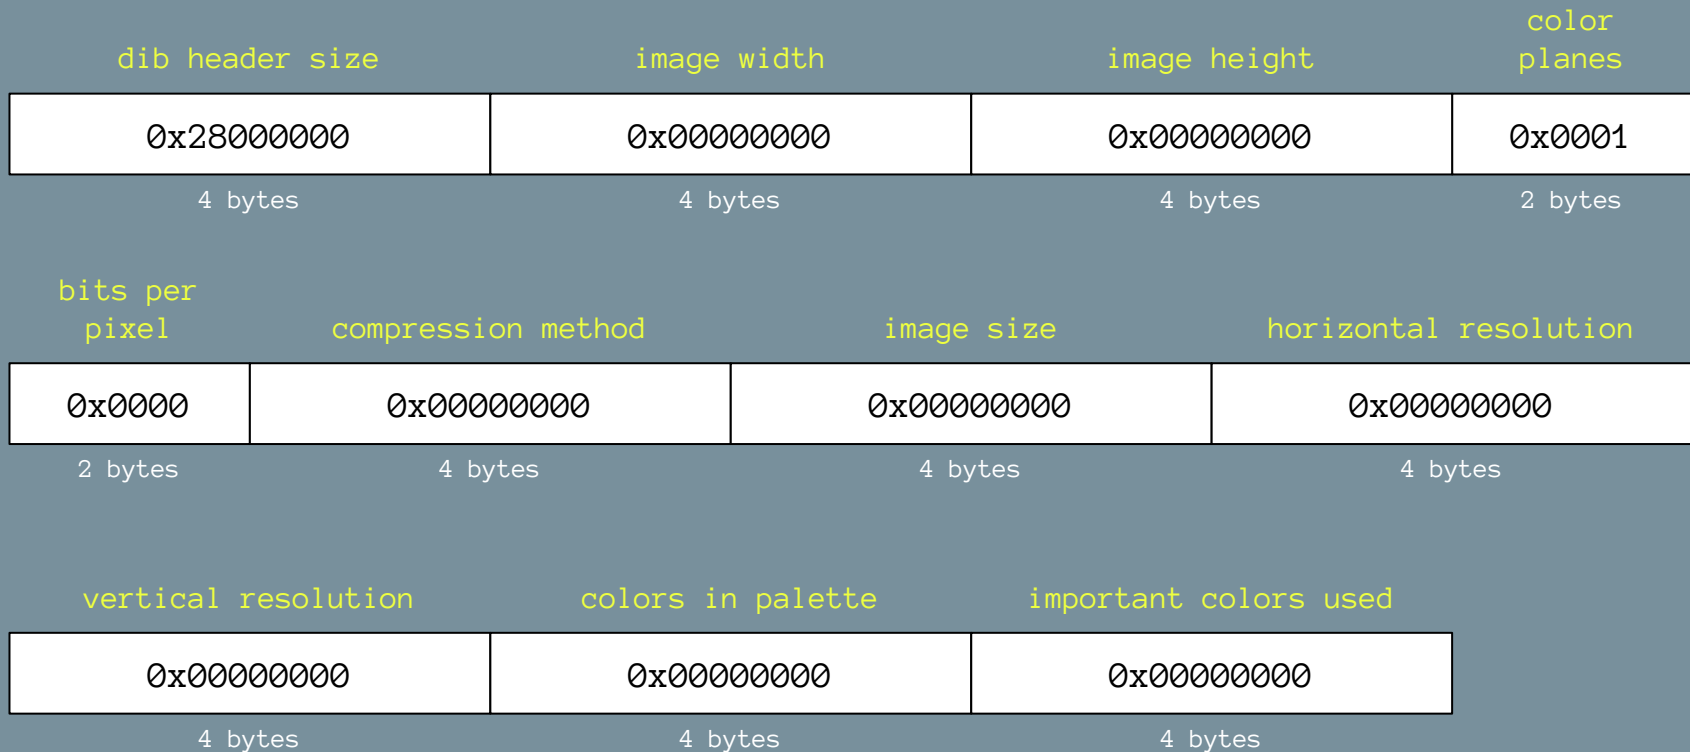 color
dib header size image width image height planes
0x28000000 0x00000000 0x00000000 0x0001
4 bytes 4 bytes 4 bytes 2 bytes
bits per
pixel compression method image size horizontal resolution
0x0000 0x00000000 0x00000000 0x00000000
2 bytes 4 bytes 4 bytes 4 bytes
vertical resolution colors in palette important colors used
0x00000000 0x00000000 0x00000000
4 bytes 4 bytes 4 bytes